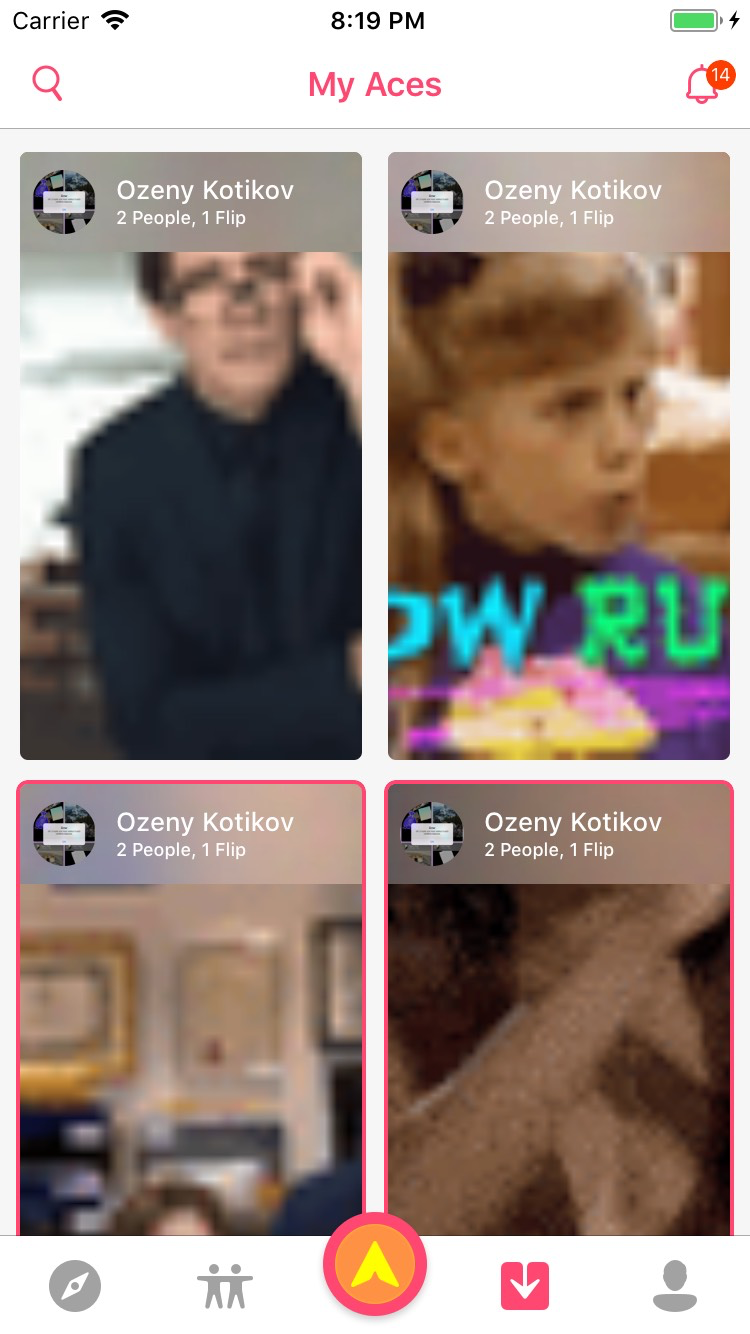 Carrier 8:19 PM
My Aces
14
Ozeny Kotikov
2 People, 1 Flip
Ozeny Kotikov
2 People, 1 Flip
OW RU
Ozeny Kotikov
2 People, 1 Flip
Ozeny Kotikov
2 People, 1 Flip